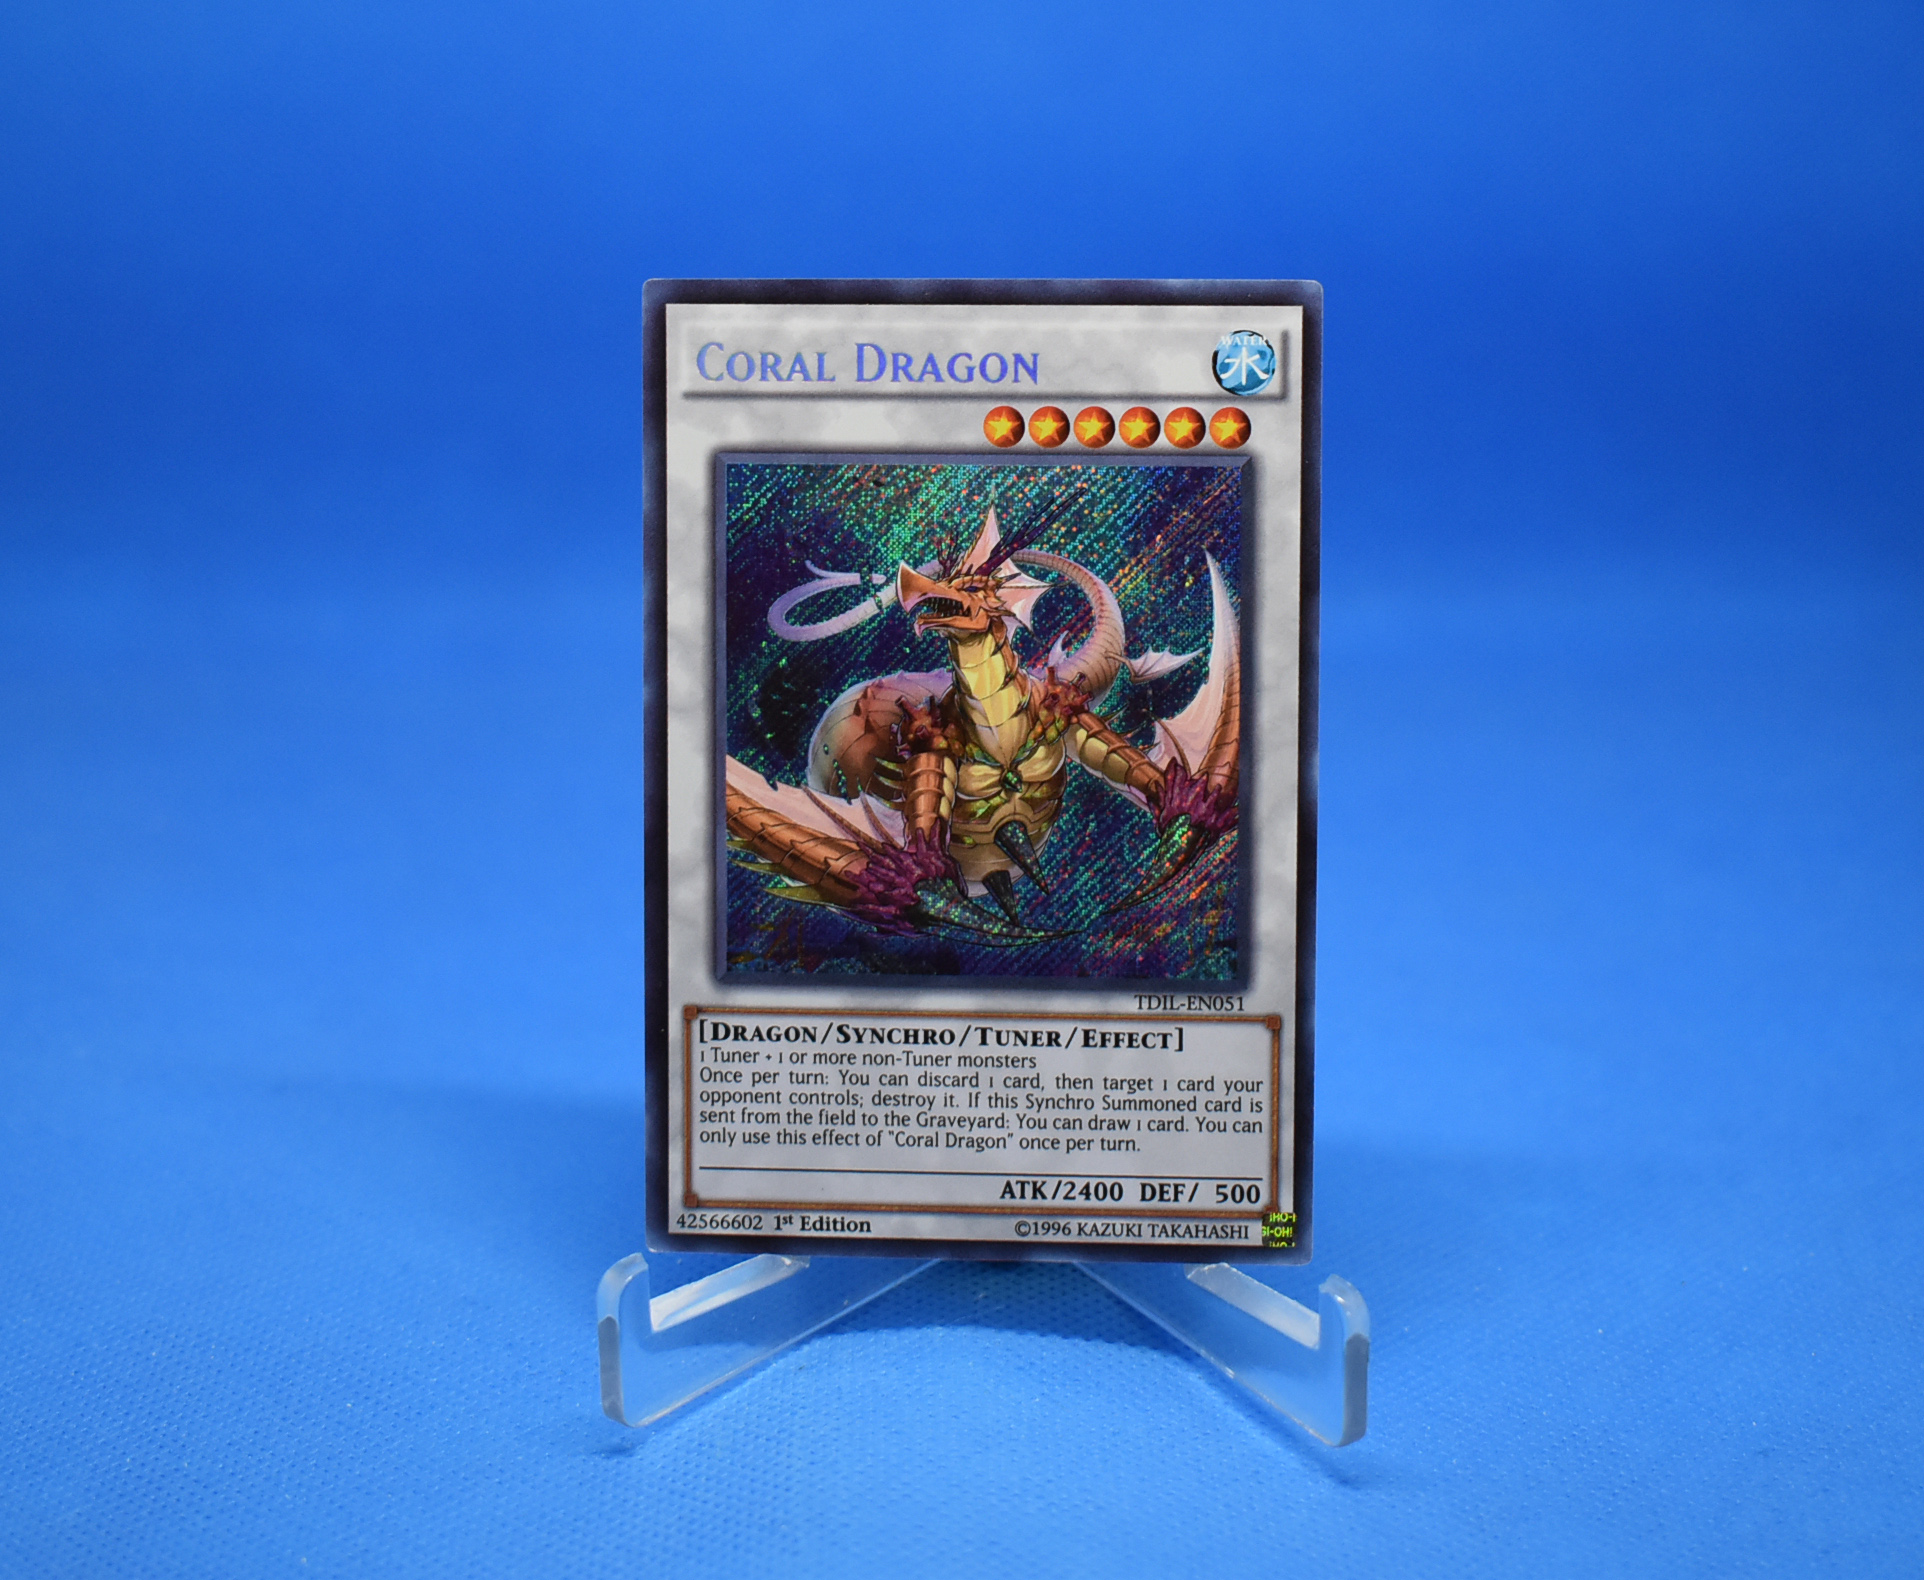 CORAL DRAGON
WATER
水
TDIL-EN051
[DRAGON/SYNCHRO/TUNER/EFFECT]
1 Tuner + 1 or more non-Tuner monsters
Once per turn: You can discard 1 card, then target 1 card your
opponent controls; destroy it. If this Synchro Summoned card is
sent from the field to the Graveyard: You can draw 1 card. You can
only use this effect of "Coral Dragon" once per turn.
ATK/2400 DEF/ 500
42566602 1st Edition ©1996 KAZUKI TAKAHASHI